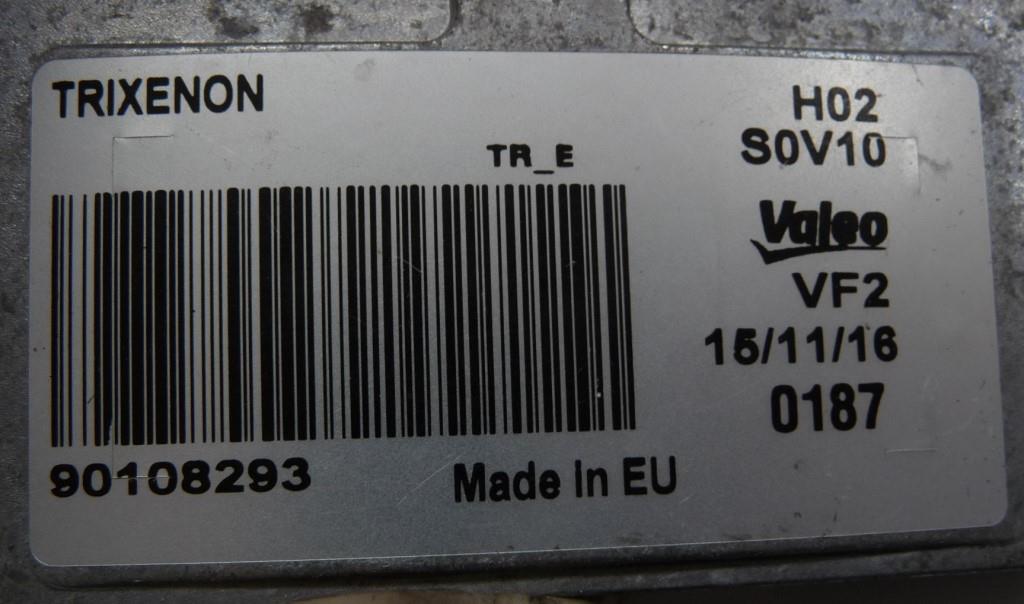 TRIXENON
H02
TR_E
S0V10
Valeo
VF2
15/11/16
0187
90108293
Made In EU